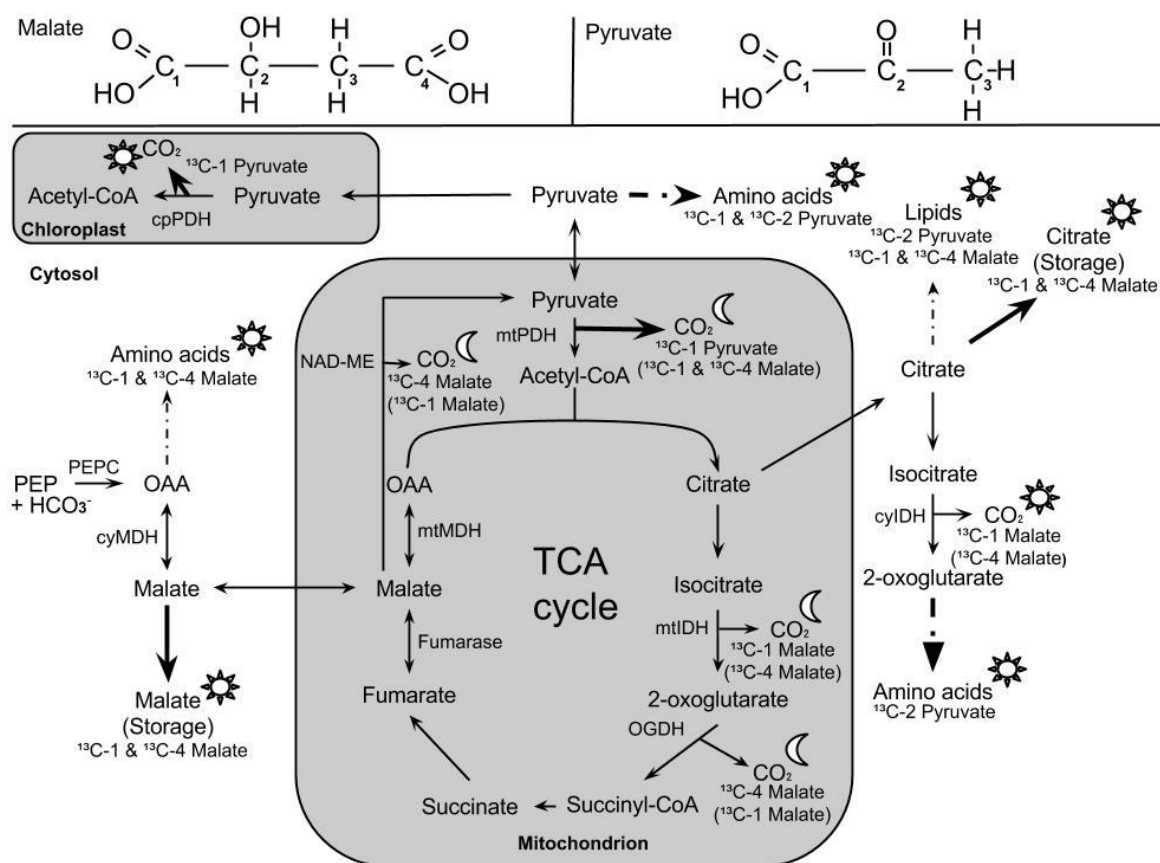 Malate
O
OH
H
O
C₁
C₂
C₃
C₄
HO
H
H
OH
Pyruvate
O
O
H
C₁
C₂
C₃-H
HO
H
CO₂
¹³C-1 Pyruvate
Acetyl-CoA
Pyruvate
cpPDH
Chloroplast
Pyruvate
Amino acids
¹³C-1 & ¹³C-2 Pyruvate
Lipids
¹³C-2 Pyruvate
¹³C-1 & ¹³C-4 Malate
Citrate
(Storage)
¹³C-1 & ¹³C-4 Malate
Cytosol
Pyruvate
mtPDH
CO₂
¹³C-1 Pyruvate
(¹³C-1 & ¹³C-4 Malate)
NAD-ME
CO₂
¹³C-4 Malate
(¹³C-1 Malate)
Acetyl-CoA
Amino acids
¹³C-1 & ¹³C-4 Malate
Citrate
PEPC
PEP
+ HCO₃⁻
OAA
OAA
Citrate
Isocitrate
cyMDH
mtMDH
cyIDH
CO₂
¹³C-1 Malate
(¹³C-4 Malate)
TCA
cycle
Malate
Malate
Isocitrate
2-oxoglutarate
mtIDH
CO₂
¹³C-1 Malate
(¹³C-4 Malate)
Fumarase
Malate
(Storage)
¹³C-1 & ¹³C-4 Malate
Fumarate
2-oxoglutarate
Amino acids
¹³C-2 Pyruvate
OGDH
CO₂
¹³C-4 Malate
(¹³C-1 Malate)
Succinate
Succinyl-CoA
Mitochondrion